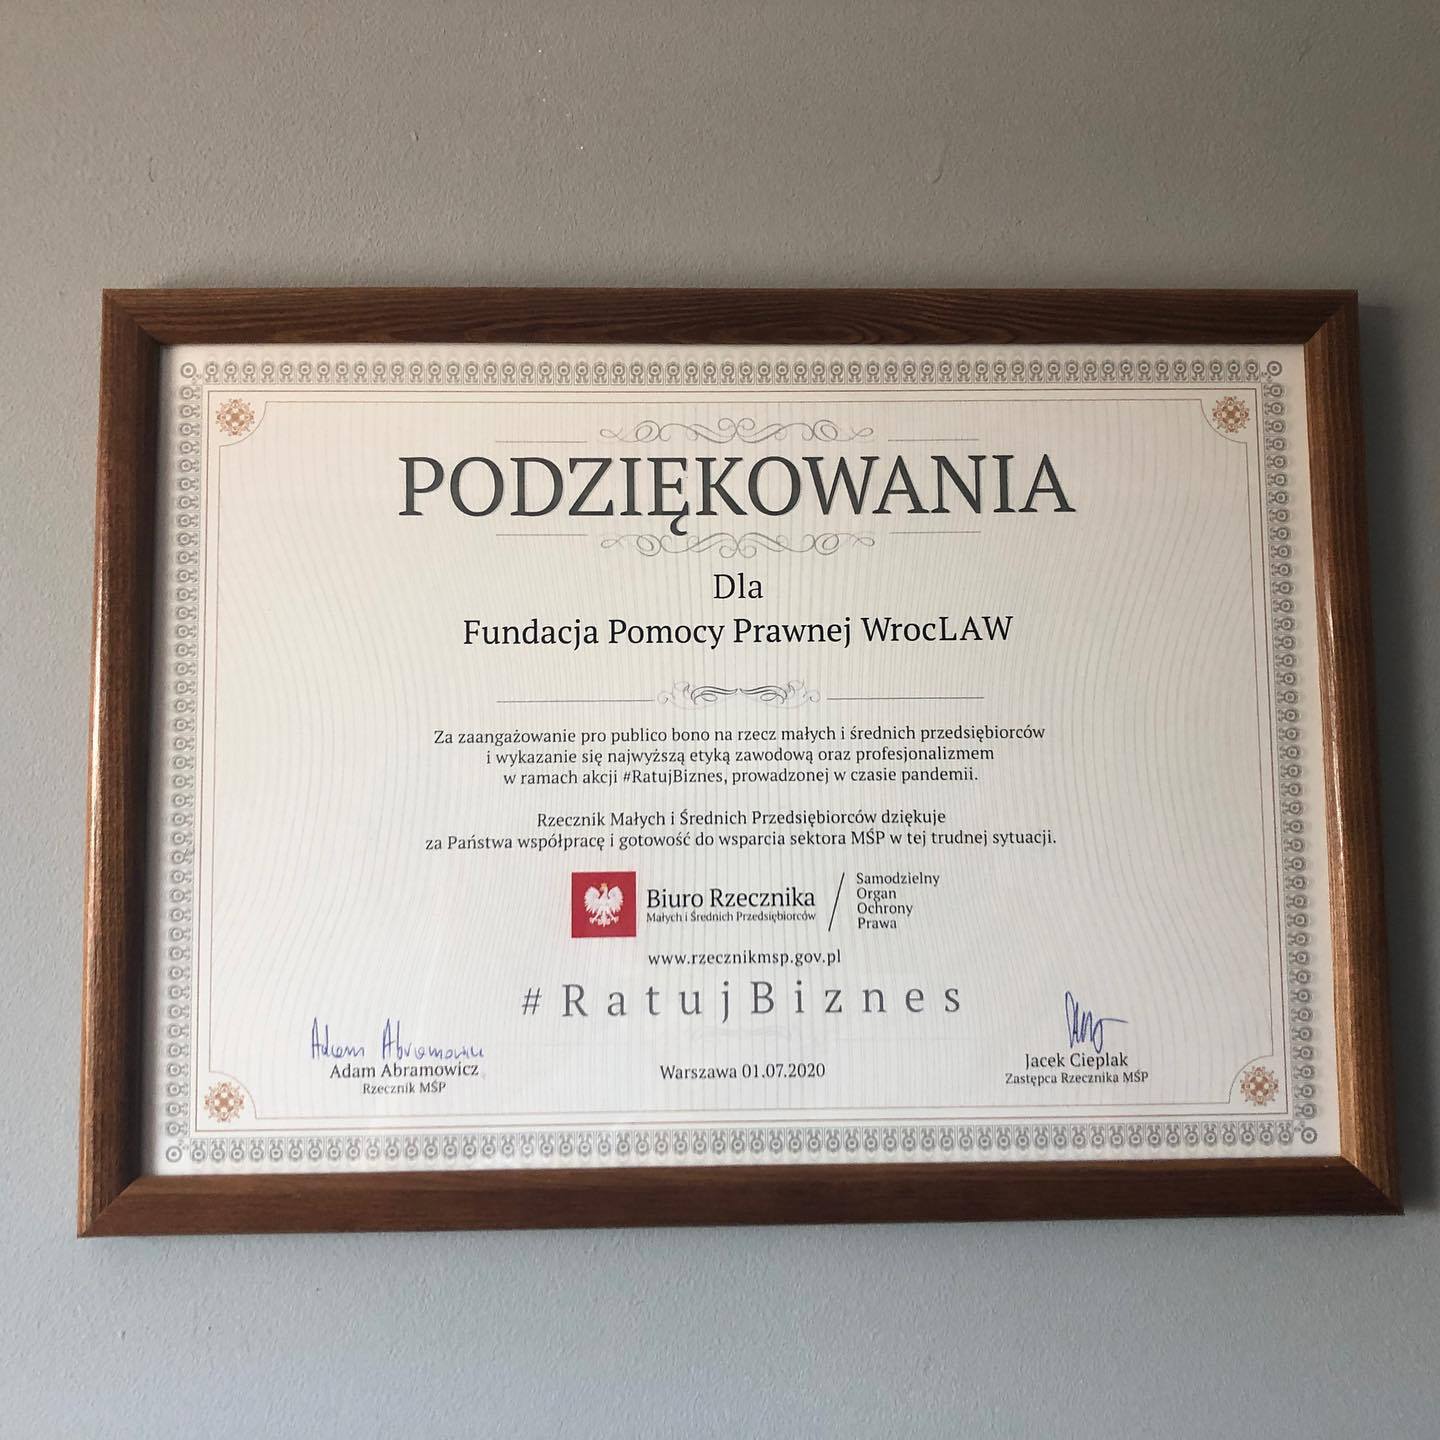 PODZIĘKOWANIA
Dla
Fundacja Pomocy Prawnej WrocLAW
Za zaangażowanie pro publico bono na rzecz małych i średnich przedsiębiorców
i wykazanie się najwyższą etyką zawodową oraz profesjonalizmem
w ramach akcji #RatujBiznes, prowadzonej w czasie pandemii.
Rzecznik Małych i Średnich Przedsiębiorców dziękuje
za Państwa współpracę i gotowość do wsparcia sektora MŚP w tej trudnej sytuacji.
Biuro Rzecznika
Małych i Średnich Przedsiębiorców
Samodzielny
Organ
Ochrony
Prawa
www.rzecznikmsp.gov.pl
#RatujBiznes
Adam Abramowicz
Adam Abramowicz
Rzecznik MŚP
Warszawa 01.07.2020
Jacek Cieplak
Zastępca Rzecznika MŚP